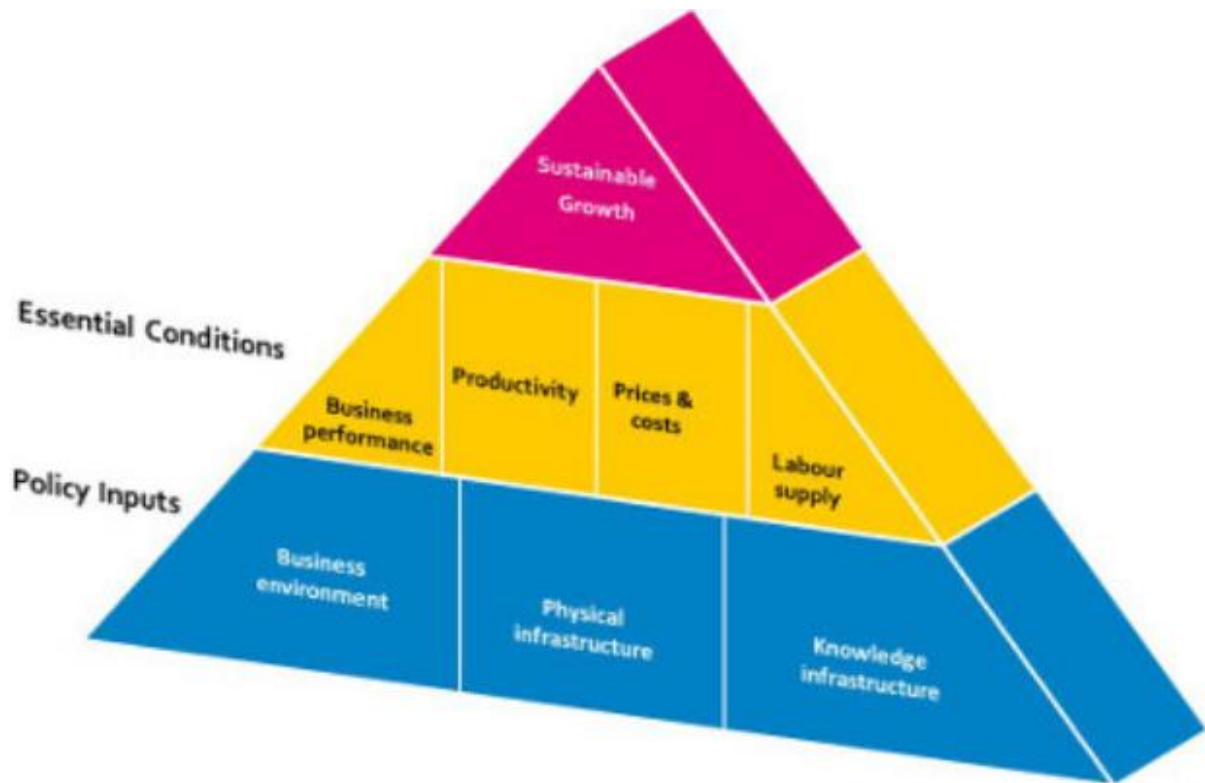 Sustainable
Growth
Essential Conditions
Business
performance
Productivity
Prices &
costs
Labour
supply
Policy Inputs
Business
environment
Physical
infrastructure
Knowledge
infrastructure